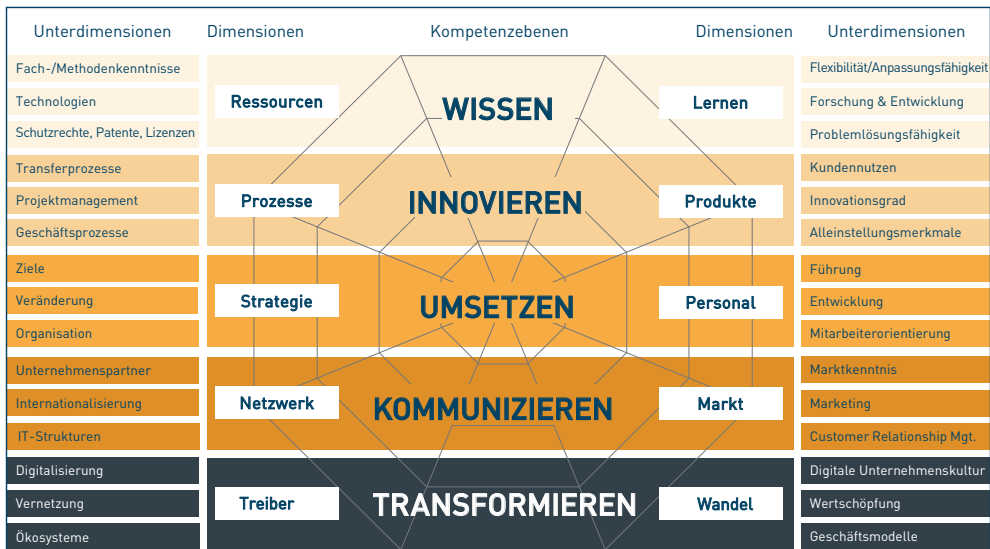 Unterdimensionen Dimensionen Kompetenzebenen Dimensionen Unterdimensionen
Fach-/Methodenkenntnisse
Technologien
Schutzrechte, Patente, Lizenzen
Ressourcen
WISSEN
Lernen
Flexibilität/Anpassungsfähigkeit
Forschung & Entwicklung
Problemlösungsfähigkeit
Transferprozesse
Projektmanagement
Geschäftsprozesse
Prozesse
INNOVIEREN
Produkte
Kundennutzen
Innovationsgrad
Alleinstellungsmerkmale
Ziele
Veränderung
Organisation
Strategie
UMSETZEN
Personal
Führung
Entwicklung
Mitarbeiterorientierung
Unternehmenspartner
Internationalisierung
IT-Strukturen
Netzwerk
KOMMUNIZIEREN
Markt
Marktkenntnis
Marketing
Customer Relationship Mgt.
Digitalisierung
Vernetzung
Ökosysteme
Treiber
TRANSFORMIEREN
Wandel
Digitale Unternehmenskultur
Wertschöpfung
Geschäftsmodelle